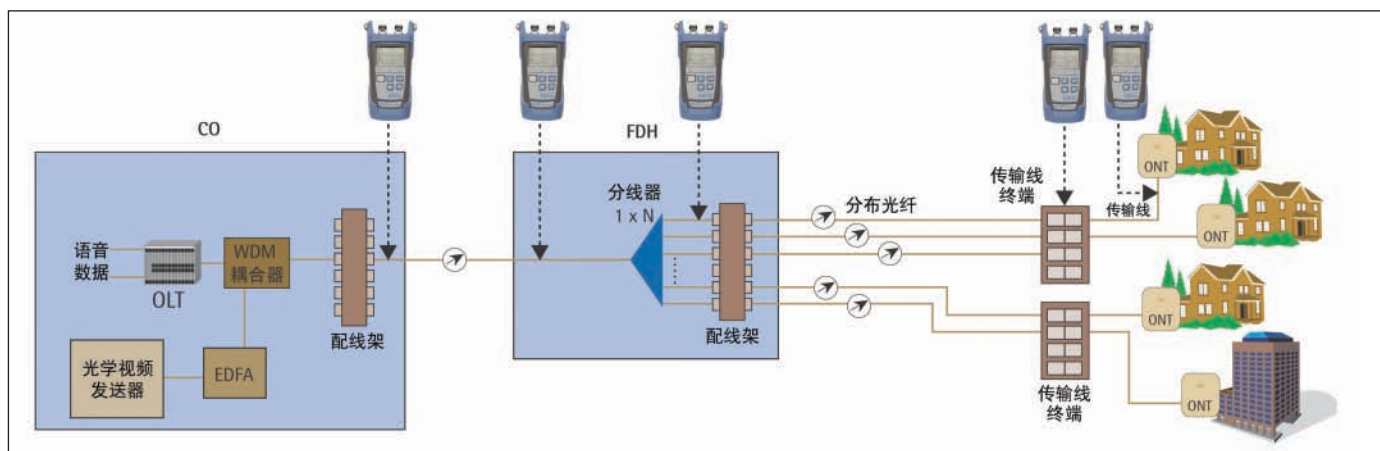 CO
FDH
语音
数据
OLT
WDM
耦合器
配线架
光学视频
发送器
EDFA
分线器
1 x N
配线架
分布光纤
传输线
终端
传输线
传输线
终端
ONT
ONT
ONT
ONT